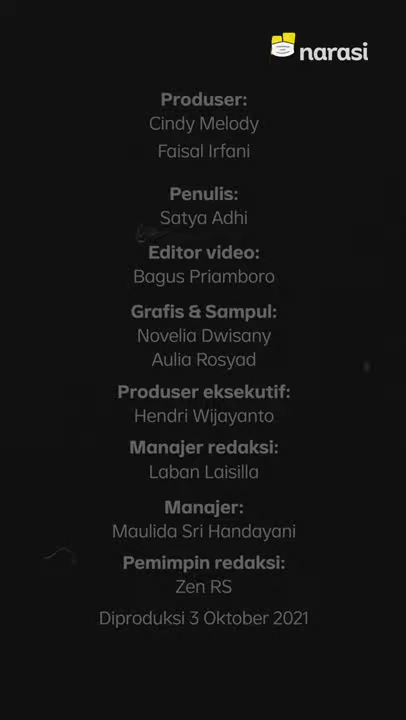 narasi
Produser:
Cindy Melody
Faisal Irfani
Penulis:
Satya Adhi
Editor video:
Bagus Priamboro
Grafis & Sampul:
Novelia Dwisany
Aulia Rosyad
Produser eksekutif:
Hendri Wijayanto
Manajer redaksi:
Laban Laisilla
Manajer:
Maulida Sri Handayani
Pemimpin redaksi:
Zen RS
Diproduksi 3 Oktober 2021